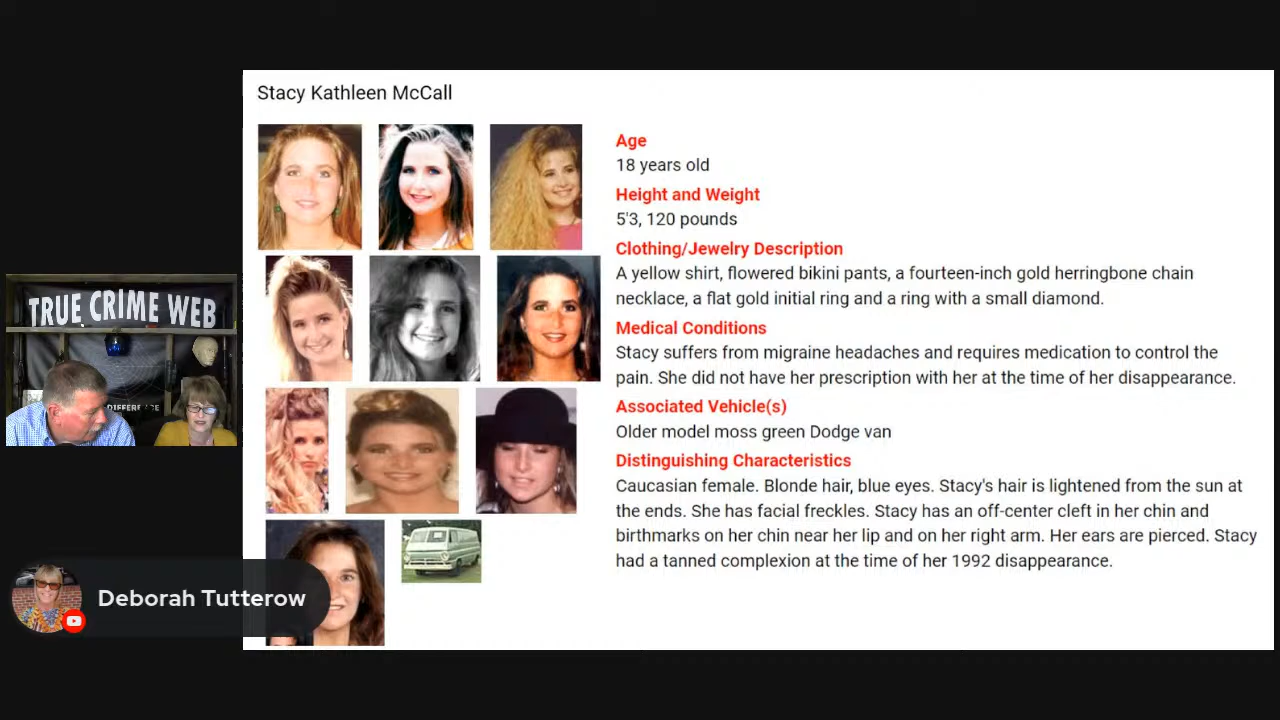 Stacy Kathleen McCall
Age
18 years old
Height and Weight
5'3, 120 pounds
Clothing/Jewelry Description
A yellow shirt, flowered bikini pants, a fourteen-inch gold herringbone chain
necklace, a flat gold initial ring and a ring with a small diamond.
Medical Conditions
Stacy suffers from migraine headaches and requires medication to control the
pain. She did not have her prescription with her at the time of her disappearance.
Associated Vehicle(s)
Older model moss green Dodge van
Distinguishing Characteristics
Caucasian female. Blonde hair, blue eyes. Stacy's hair is lightened from the sun at
the ends. She has facial freckles. Stacy has an off-center cleft in her chin and
birthmarks on her chin near her lip and on her right arm. Her ears are pierced. Stacy
had a tanned complexion at the time of her 1992 disappearance.
TRUE CRIME WEB
Deborah Tutterow